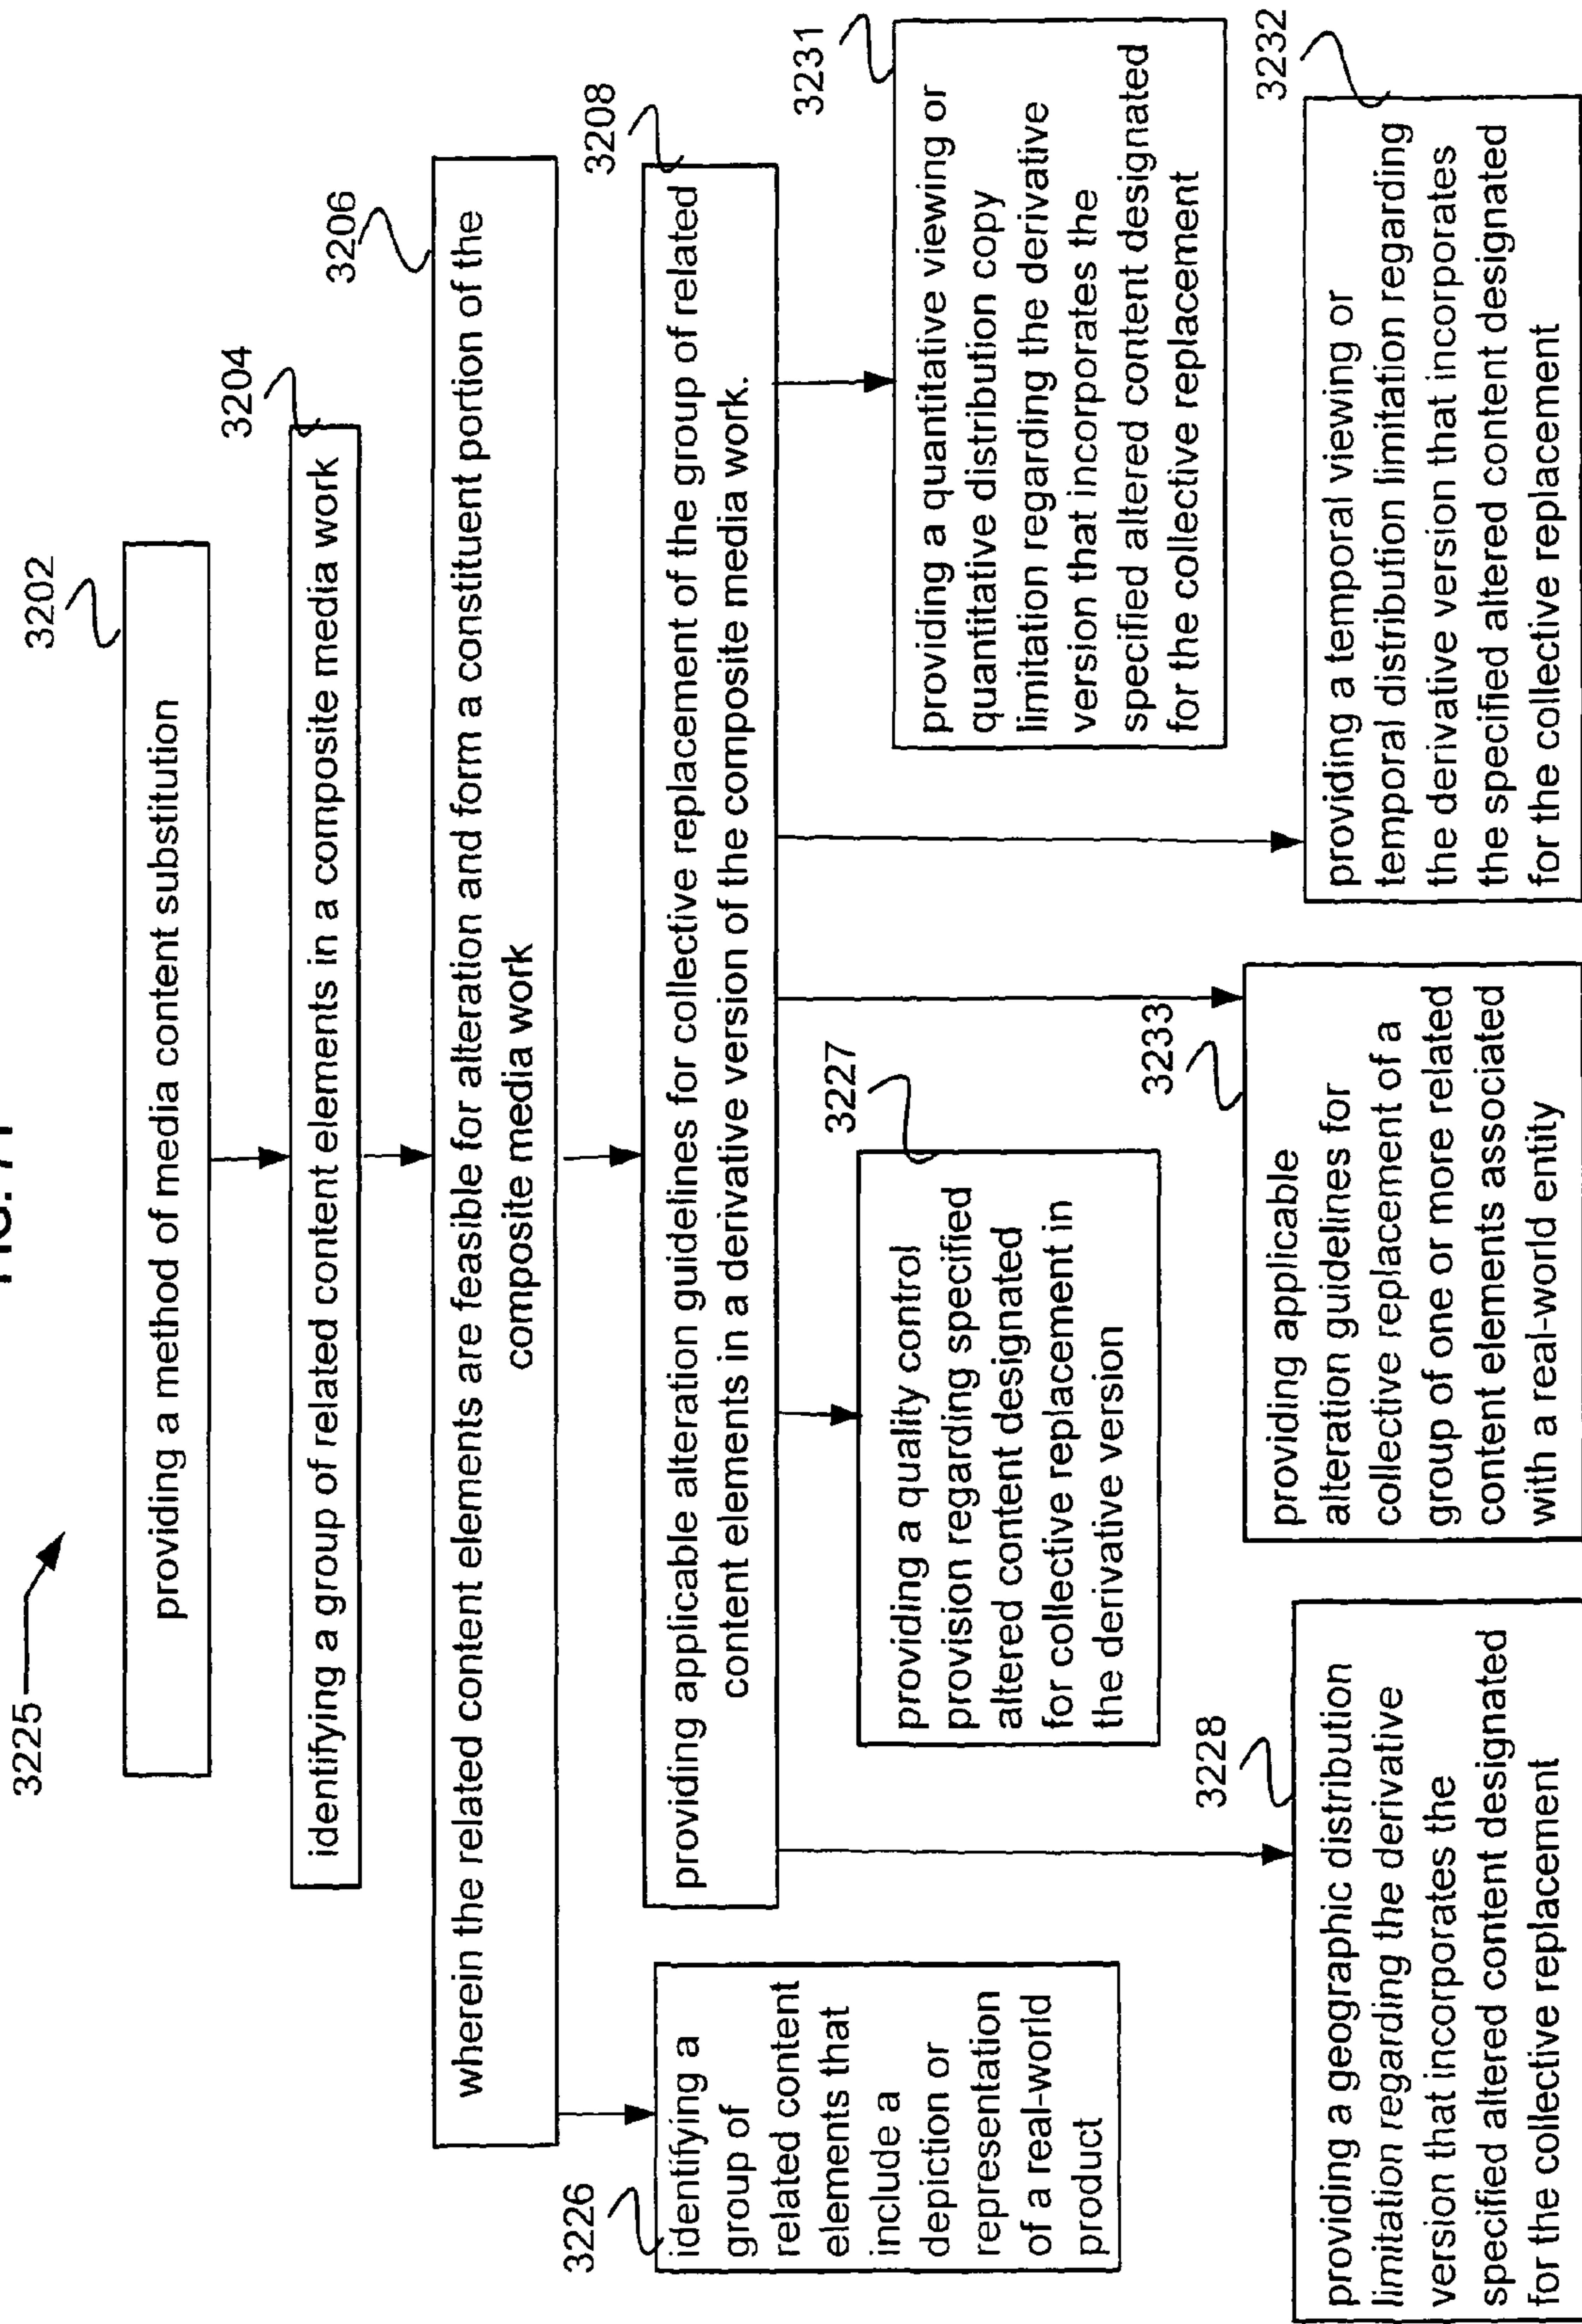 3225
3202
providing a method of media content substitution
3204
identifying a group of related content elements in a composite media work
3206
wherein the related content elements are feasible for alteration and form a constituent portion of the
composite media work
3208
providing applicable alteration guidelines for collective replacement of the group of related
content elements in a derivative version of the composite media work.
3226
identifying a
group of
related content
elements that
include a
depiction or
representation
of a real-world
product
3227
providing a quality control
provision regarding specified
altered content designated
for collective replacement in
the derivative version
3231
providing a quantitative viewing or
quantitative distribution copy
limitation regarding the derivative
version that incorporates the
specified altered content designated
for the collective replacement
3228
providing a geographic distribution
limitation regarding the derivative
version that incorporates the
specified altered content designated
for the collective replacement
3233
providing applicable
alteration guidelines for
collective replacement of a
group of one or more related
content elements associated
with a real-world entity
3232
providing a temporal viewing or
temporal distribution limitation regarding
the derivative version that incorporates
the specified altered content designated
for the collective replacement